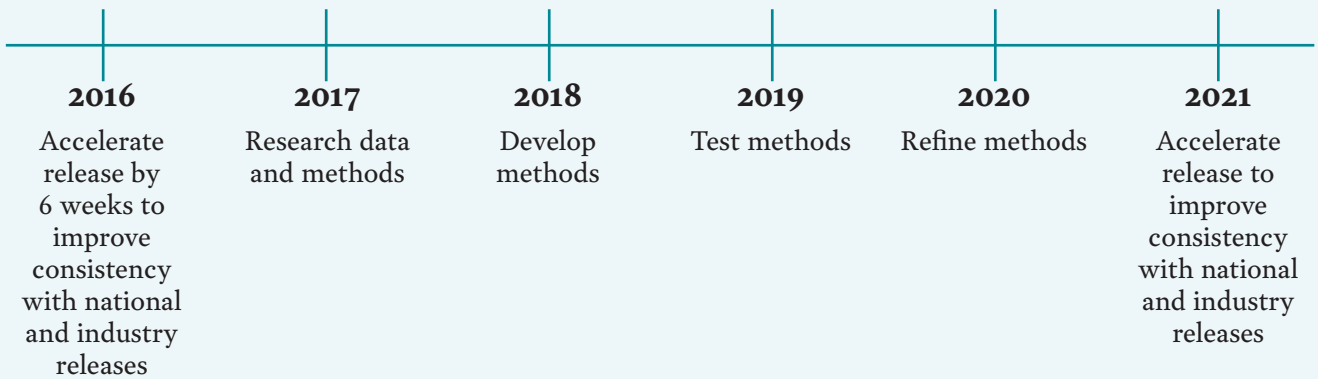 2016
Accelerate
release by
6 weeks to
improve
consistency
with national
and industry
releases
2017
Research data
and methods
2018
Develop
methods
2019
Test methods
2020
Refine methods
2021
Accelerate
release to
improve
consistency
with national
and industry
releases